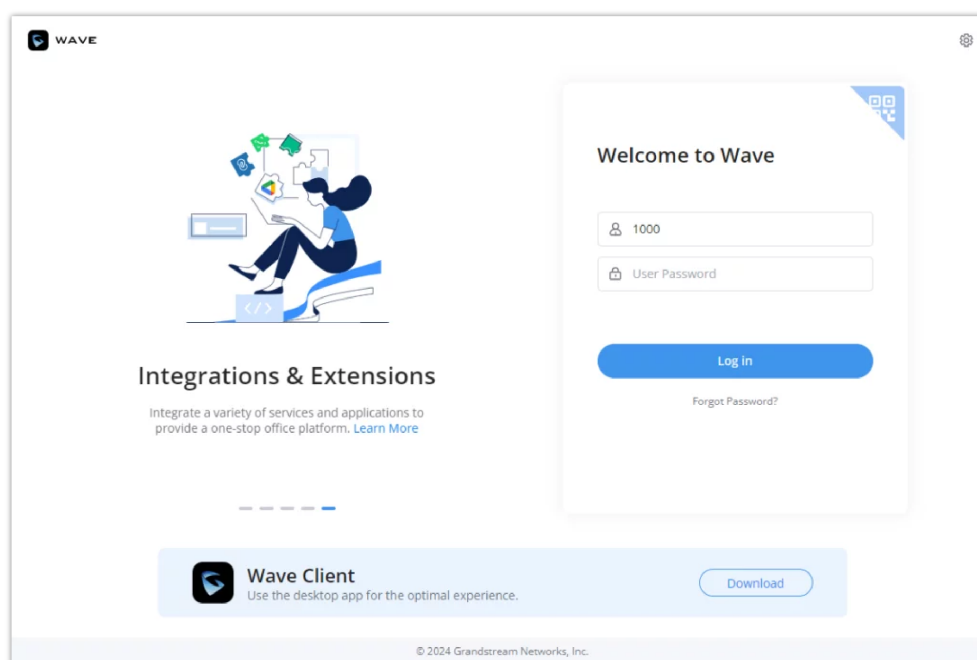 WAVE
Welcome to Wave
1000
User Password
Log in
Forgot Password?
</>
Integrations & Extensions
Integrate a variety of services and applications to
provide a one-stop office platform. Learn More
Wave Client
Use the desktop app for the optimal experience.
Download
© 2024 Grandstream Networks, Inc.